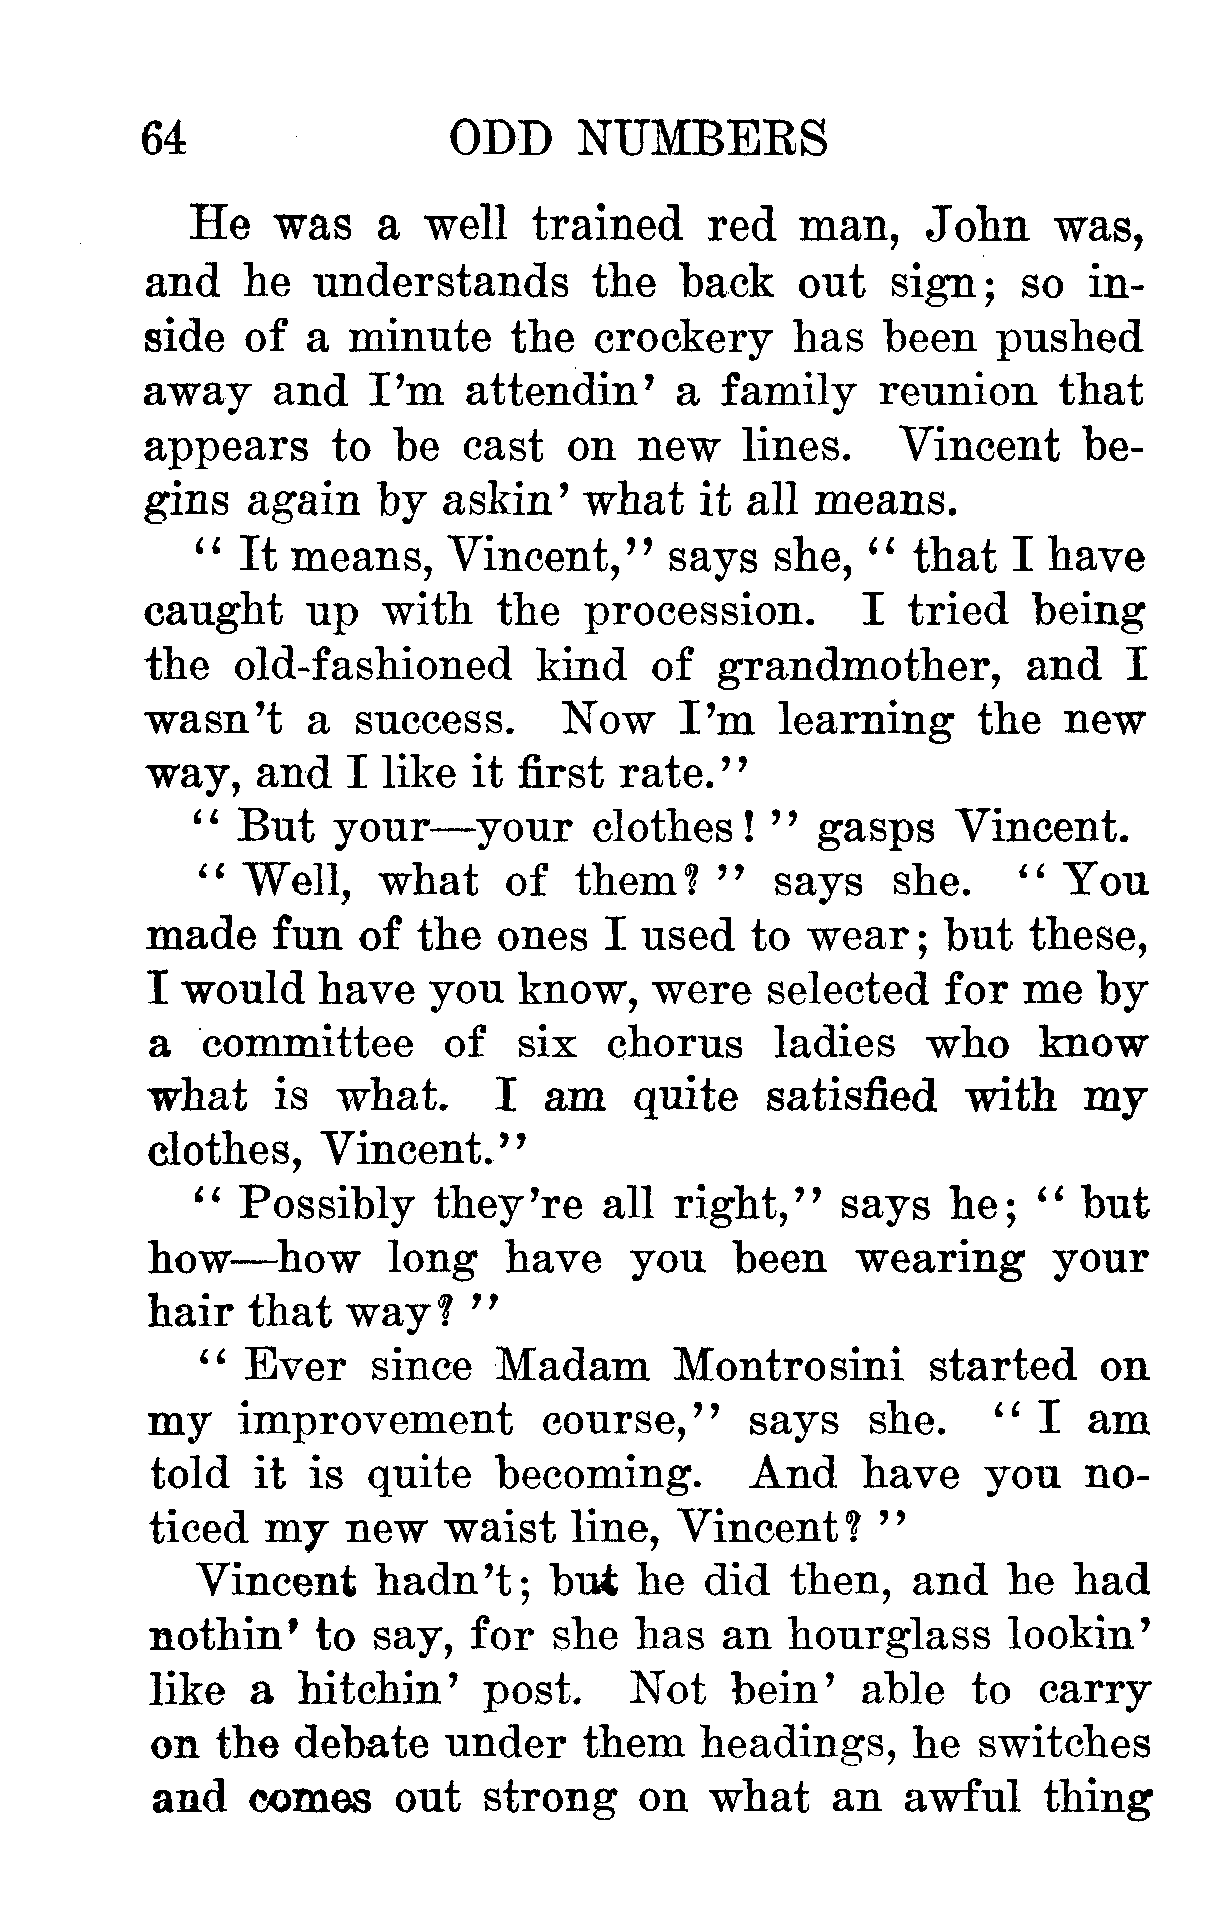 64 ODD NUMBERS
He was a well trained red man, John was,
and he understands the back out sign; so in-
side of a minute the crockery has been pushed
away and I'm attendin' a family reunion that
appears to be cast on new lines. Vincent be-
gins again by askin' what it all means.
"It means, Vincent," says she, "that I have
caught up with the procession. I tried being
the old-fashioned kind of grandmother, and I
wasn't a success. Now I'm learning the new
way, and I like it first rate."
"But your—your clothes!" gasps Vincent.
"Well, what of them?" says she. "You
made fun of the ones I used to wear; but these,
I would have you know, were selected for me by
a committee of six chorus ladies who know
what is what. I am quite satisfied with my
clothes, Vincent."
"Possibly they're all right," says he; "but
how—how long have you been wearing your
hair that way?"
"Ever since Madam Montrosini started on
my improvement course," says she. "I am
told it is quite becoming. And have you no-
ticed my new waist line, Vincent?"
Vincent hadn't; but he did then, and he had
nothin' to say, for she has an hourglass lookin'
like a hitchin' post. Not bein' able to carry
on the debate under them headings, he switches
and comes out strong on what an awful thing